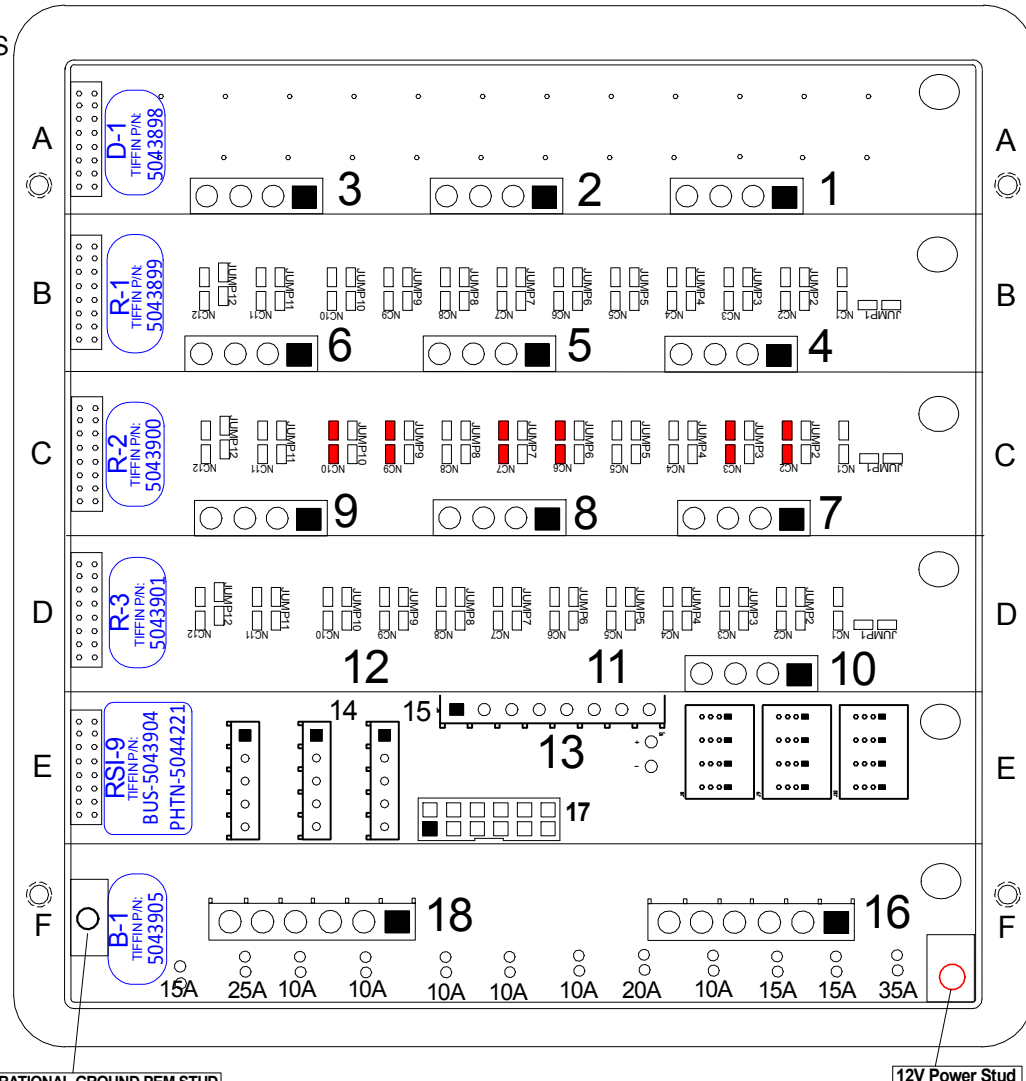 S
A
D-1
TIFFIN P/N:
5043898
3
2
1
A
B
R-1
TIFFIN P/N:
5043899
NC12 JUMP12 NC11 JUMP11 NC10 JUMP10 NC9 JUMP9 NC8 JUMP8 NC7 JUMP7 NC6 JUMP6 NC5 JUMP5 NC4 JUMP4 NC3 JUMP3 NC2 JUMP2 NC1 JUMP1
6
5
4
B
C
R-2
TIFFIN P/N:
5043900
NC12 JUMP12 NC11 JUMP11 NC10 JUMP10 NC9 JUMP9 NC8 JUMP8 NC7 JUMP7 NC6 JUMP6 NC5 JUMP5 NC4 JUMP4 NC3 JUMP3 NC2 JUMP2 NC1 JUMP1
9
8
7
C
D
R-3
TIFFIN P/N:
5043901
NC12 JUMP12 NC11 JUMP11 NC10 JUMP10 NC9 JUMP9 NC8 JUMP8 NC7 JUMP7 NC6 JUMP6 NC5 JUMP5 NC4 JUMP4 NC3 JUMP3 NC2 JUMP2 NC1 JUMP1
12
11
10
D
E
RSI-9
TIFFIN P/N:
BUS-5043904
PHTN-5044221
14
15
13
+
-
17
E
F
B-1
TIFFIN P/N:
5043905
18
16
F
15A 25A 10A 10A 10A 10A 10A 20A 10A 15A 15A 35A
RATIONAL GROUND PEM STUD
12V Power Stud